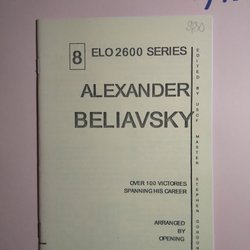 8 ELO 2600 SERIES
ALEXANDER
BELIAVSKY
OVER 100 VICTORIES
SPANNING HIS CAREER
ARRANGED
BY
OPENING
EDITED BY USCF MASTER STEPHEN